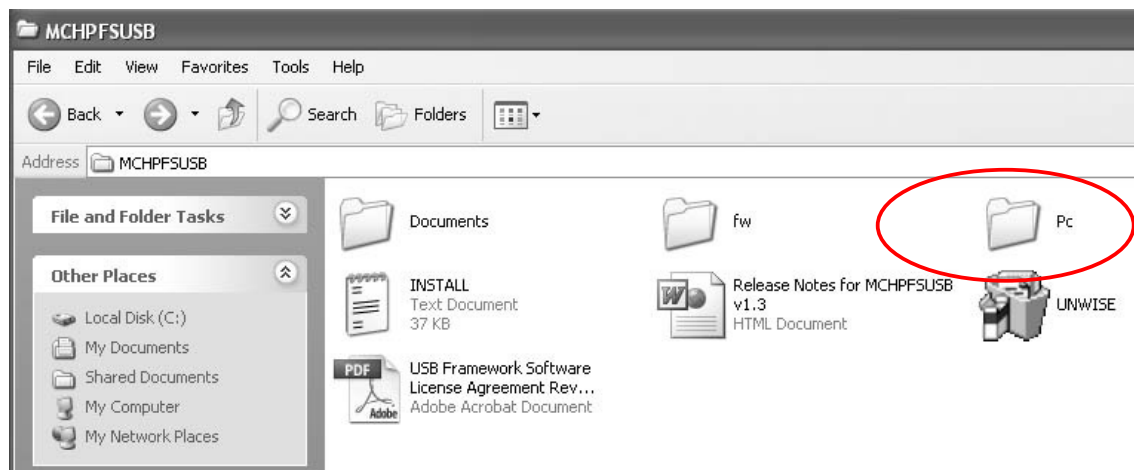 MCHPFSUSB
File Edit View Favorites Tools Help
Back Search Folders
Address MCHPFSUSB
File and Folder Tasks
Other Places
Local Disk (C:)
My Documents
Shared Documents
My Computer
My Network Places
Documents
fw
Pc
INSTALL
Text Document
37 KB
Release Notes for MCHPFSUSB
v1.3
HTML Document
UNWISE
PDF
Adobe
USB Framework Software
License Agreement Rev...
Adobe Acrobat Document